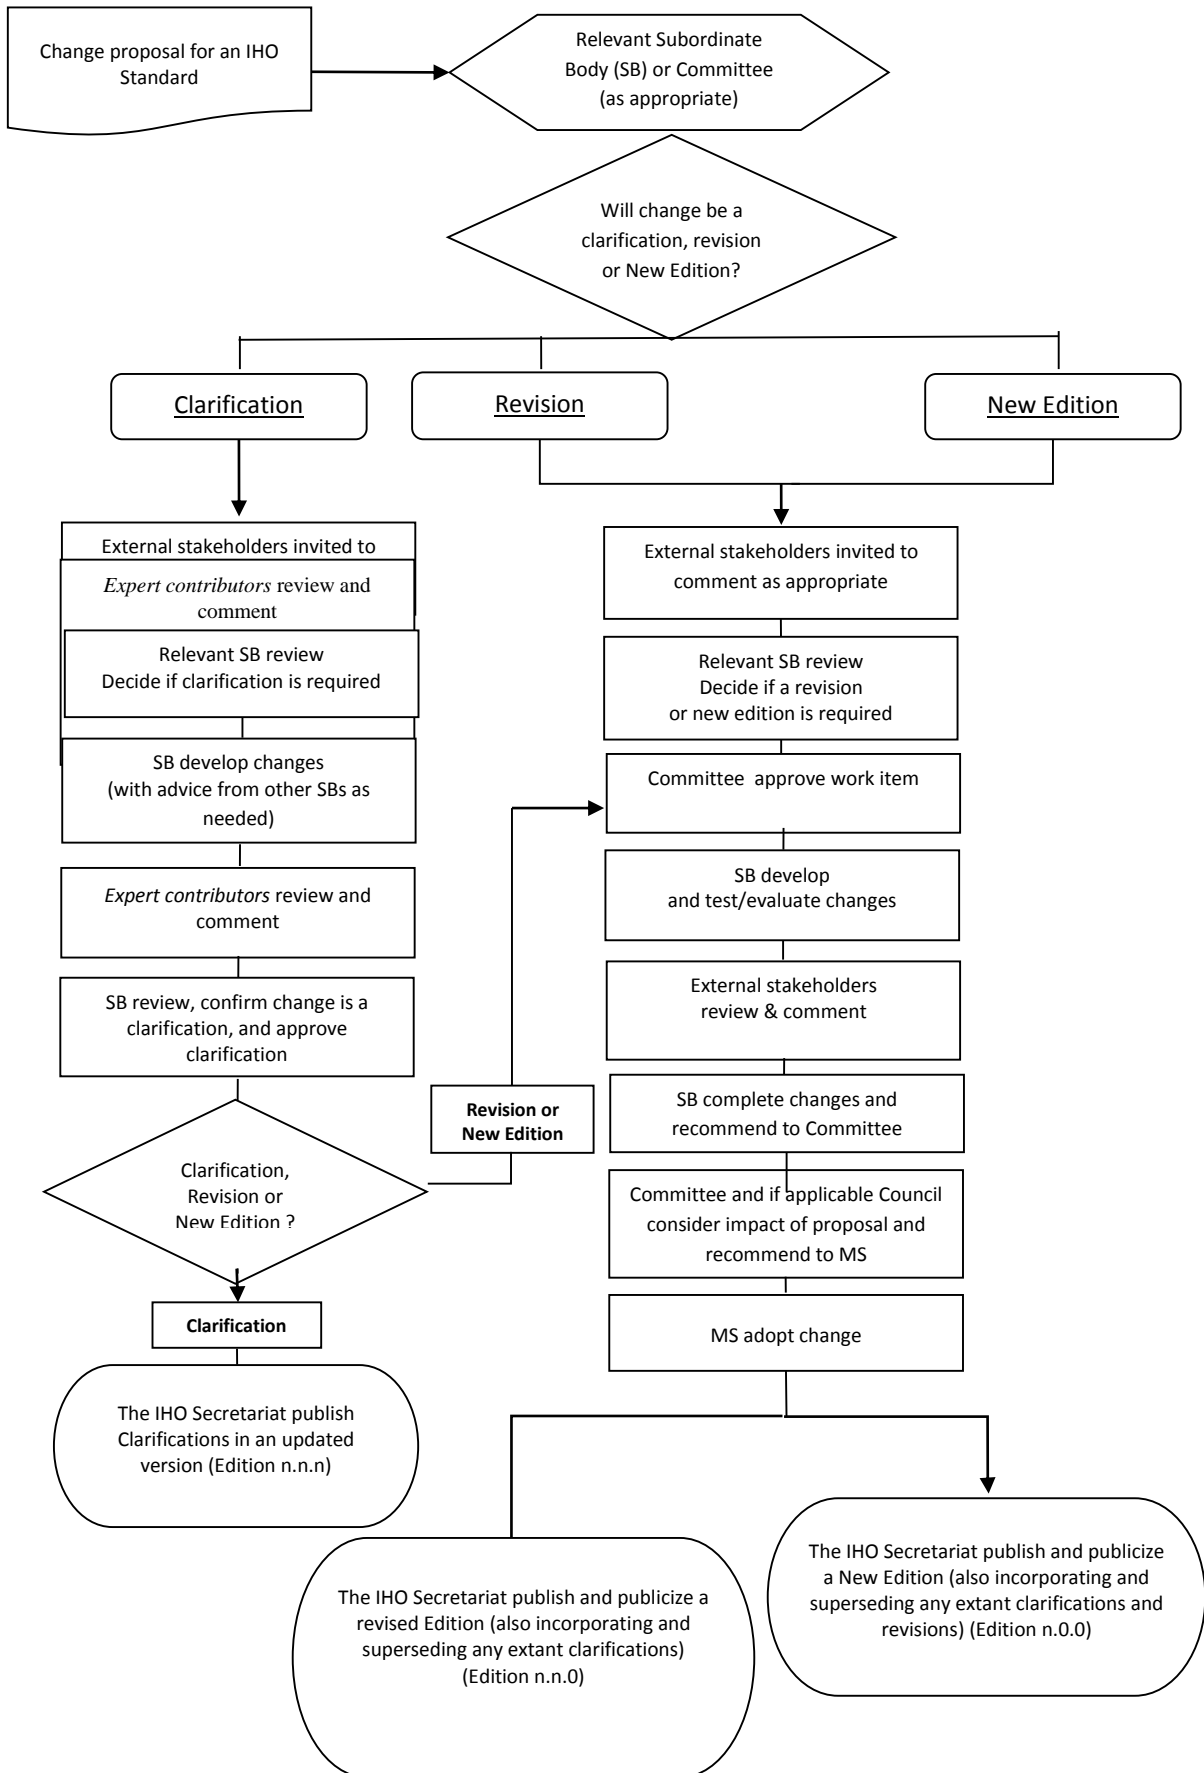 Change proposal for an IHO
Standard
Relevant Subordinate
Body (SB) or Committee
(as appropriate)
Will change be a
clarification, revision
or New Edition?
Clarification
Revision
New Edition
External stakeholders invited to
Expert contributors review and
comment
Relevant SB review
Decide if clarification is required
SB develop changes
(with advice from other SBs as
needed)
Expert contributors review and
comment
SB review, confirm change is a
clarification, and approve
clarification
Clarification,
Revision or
New Edition ?
Revision or
New Edition
Clarification
The IHO Secretariat publish
Clarifications in an updated
version (Edition n.n.n)
External stakeholders invited to
comment as appropriate
Relevant SB review
Decide if a revision
or new edition is required
Committee approve work item
SB develop
and test/evaluate changes
External stakeholders
review & comment
SB complete changes and
recommend to Committee
Committee and if applicable Council
consider impact of proposal and
recommend to MS
MS adopt change
The IHO Secretariat publish and publicize a
revised Edition (also incorporating and
superseding any extant clarifications)
(Edition n.n.0)
The IHO Secretariat publish and publicize
a New Edition (also incorporating and
superseding any extant clarifications and
revisions) (Edition n.0.0)